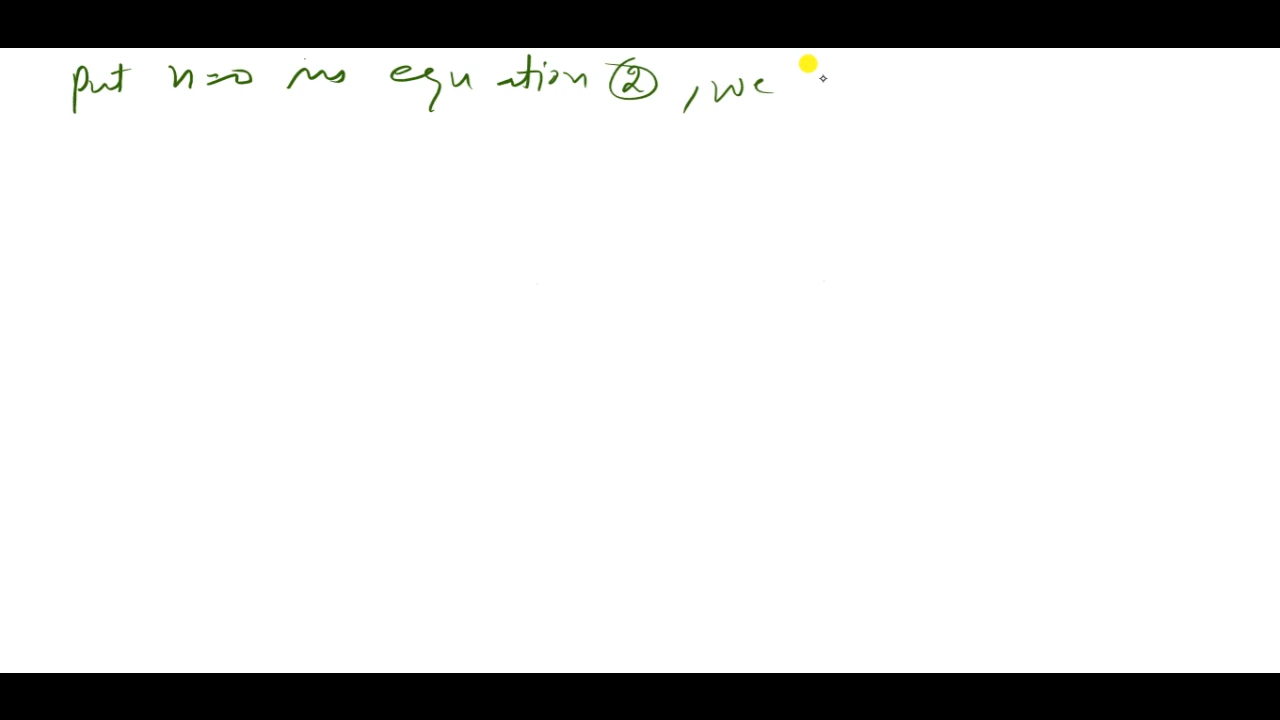 put n=0 in equation ② , we